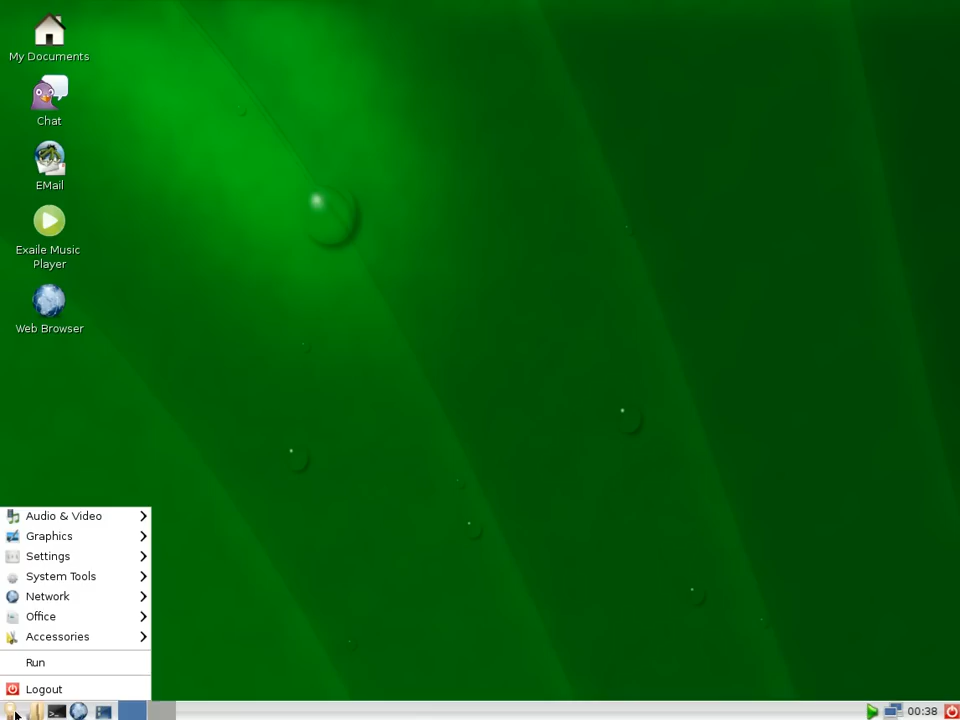 My Documents
Chat
EMail
Exaile Music
Player
Web Browser
Audio & Video
Graphics
Settings
System Tools
Network
Office
Accessories
Run
Logout
00:38